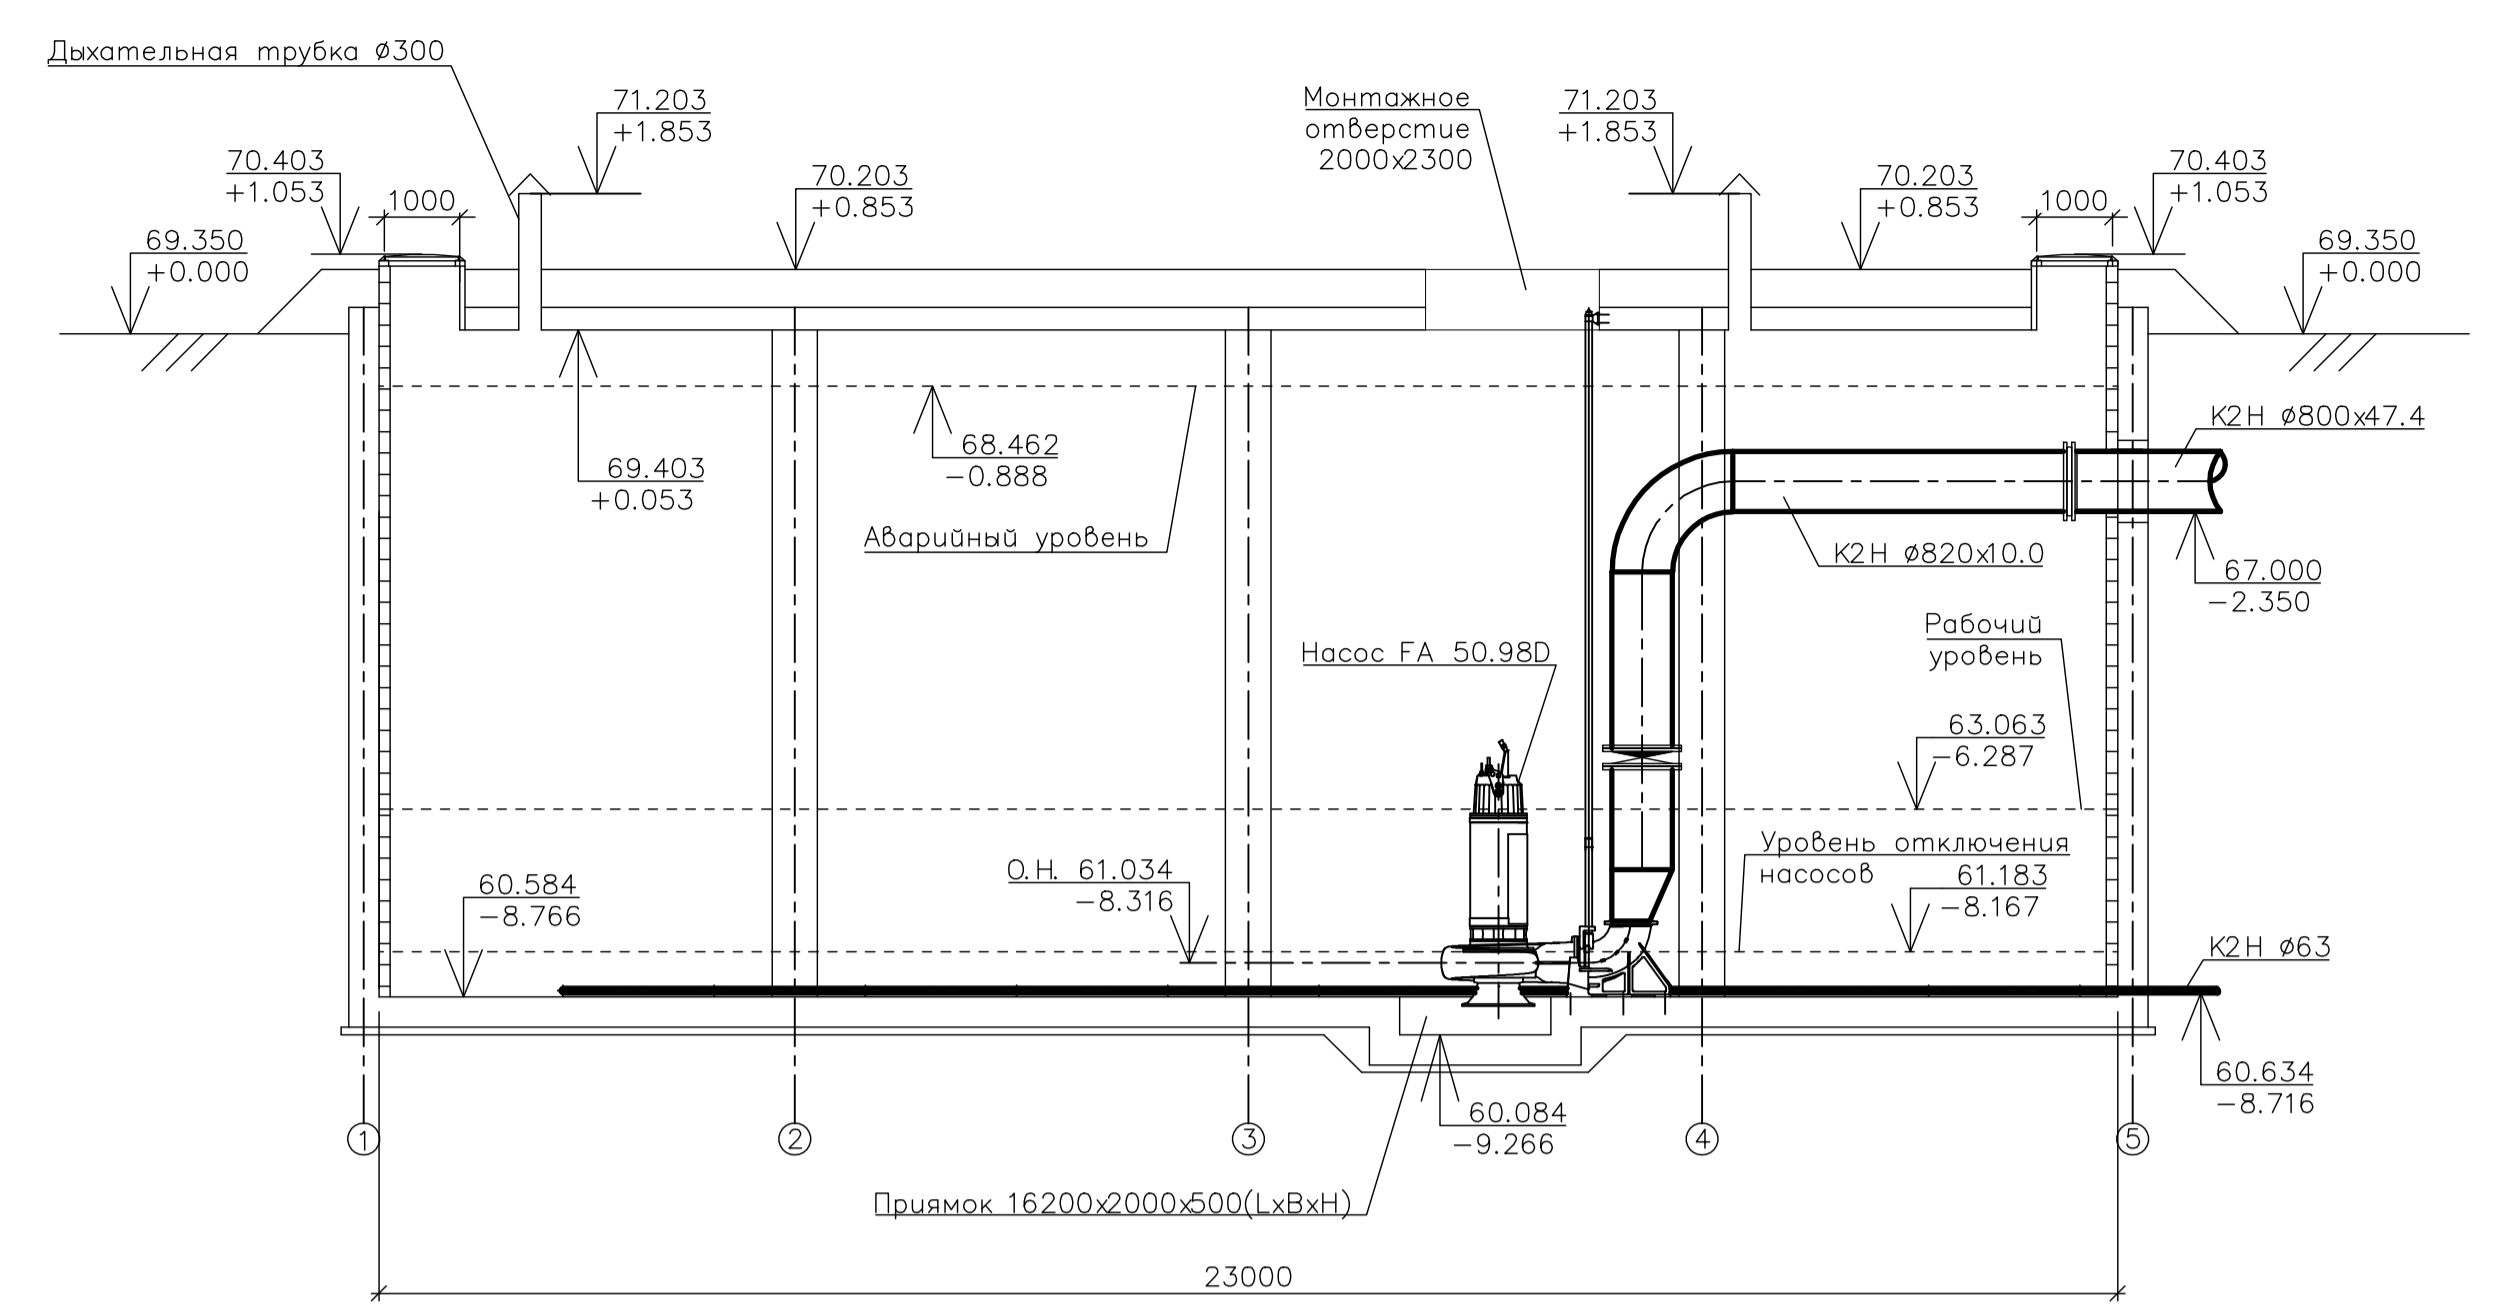 Дыхательная трубка ø300
71.203
+1.853
70.403
+1.053
1000
69.350
+0.000
70.203
+0.853
Монтажное
отверстие
2000x2300
71.203
+1.853
70.203
+0.853
70.403
+1.053
1000
69.350
+0.000
69.403
+0.053
68.462
-0.888
Аварийный уровень
К2Н ø800x47.4
К2Н ø820x10.0
67.000
-2.350
Насос FA 50.98D
Рабочий
уровень
63.063
-6.287
Уровень отключения
насосов
61.183
-8.167
60.584
-8.766
О.Н. 61.034
-8.316
К2Н ø63
60.634
-8.716
60.084
-9.266
1
2
3
4
5
Приямок 16200x2000x500(LxBxH)
23000